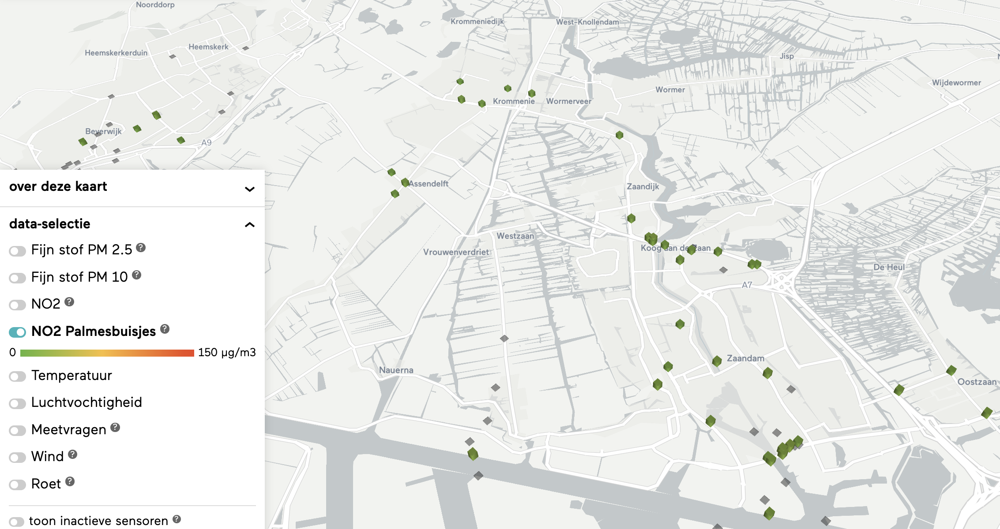 Noorddorp
Krommeniedijk
West-Knollendam
Heemskerk
Heemskerkerduin
Jisp
Wijdewormer
Wormer
Krommenie
Wormerveer
Beverwijk
A9
Assendelft
Zaandijk
Westzaan
Koog aan de Zaan
Vrouwenverdriet
De Heul
A7
Zaandam
Nauerna
Oostzaan
over deze kaart
data-selectie
Fijn stof PM 2.5 ?
Fijn stof PM 10 ?
NO2 ?
NO2 Palmesbuisjes ?
0 150 µg/m3
Temperatuur
Luchtvochtigheid
Meetvragen ?
Wind ?
Roet ?
toon inactieve sensoren ?